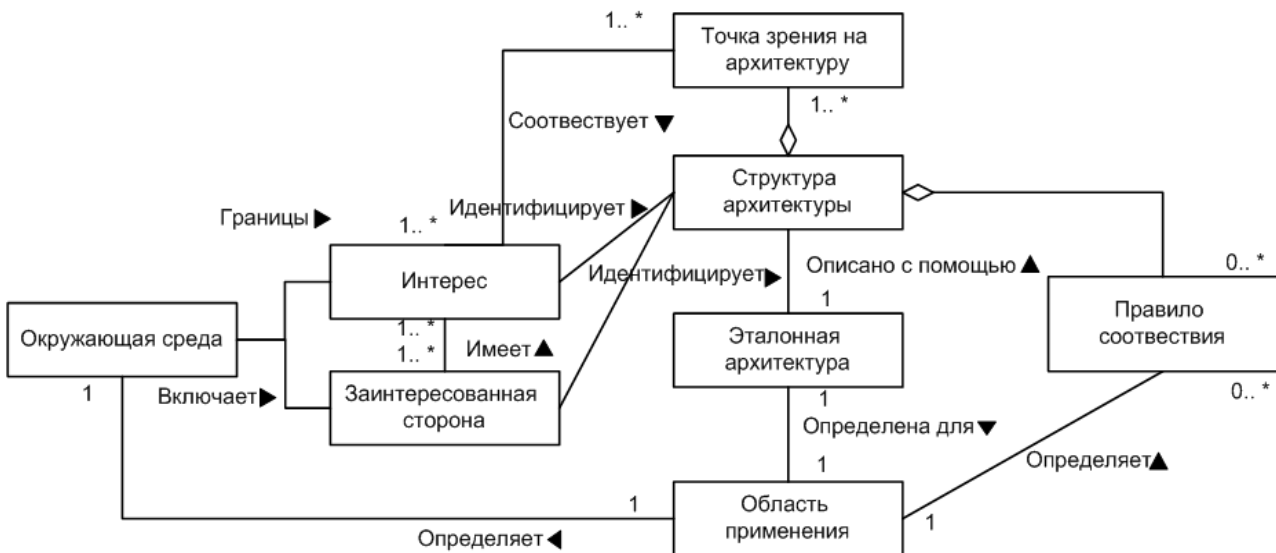 1.. *
Точка зрения на
архитектуру
1.. *
Соотвествует ▼
Структура
архитектуры
Идентифицирует ▶
Границы ▶
1.. *
Интерес
Идентифицирует ▶
Описано с помощью ▲
0.. *
1
Правило
соотвествия
Окружающая среда
1.. *
1.. *
Имеет ▲
Эталонная
архитектура
1
Включает ▶
Заинтересованная
сторона
1
0.. *
Определена для ▼
1
Определяет ▲
1
Область
применения
1
Определяет ◀